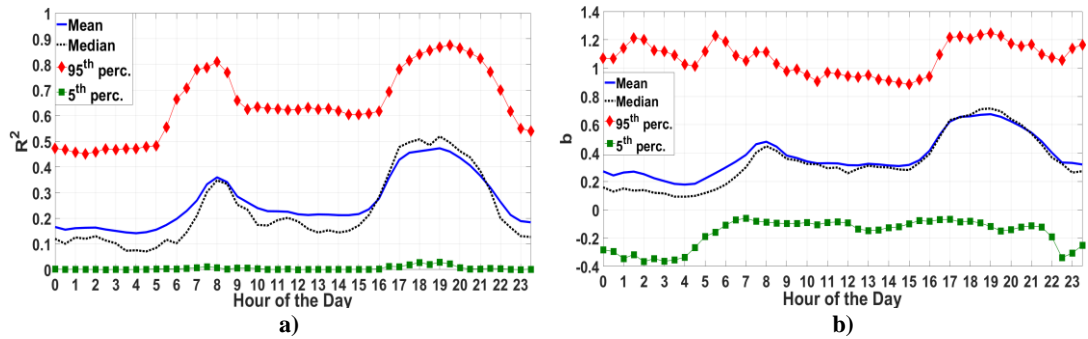 1
0.9
0.8
0.7
0.6
0.5
0.4
0.3
0.2
0.1
0
R²
Mean
Median
95th perc.
5th perc.
0 1 2 3 4 5 6 7 8 9 10 11 12 13 14 15 16 17 18 19 20 21 22 23
Hour of the Day
a)
1.4
1.2
1
0.8
0.6
0.4
0.2
0
-0.2
-0.4
b
Mean
Median
95th perc.
5th perc.
0 1 2 3 4 5 6 7 8 9 10 11 12 13 14 15 16 17 18 19 20 21 22 23
Hour of the Day
b)